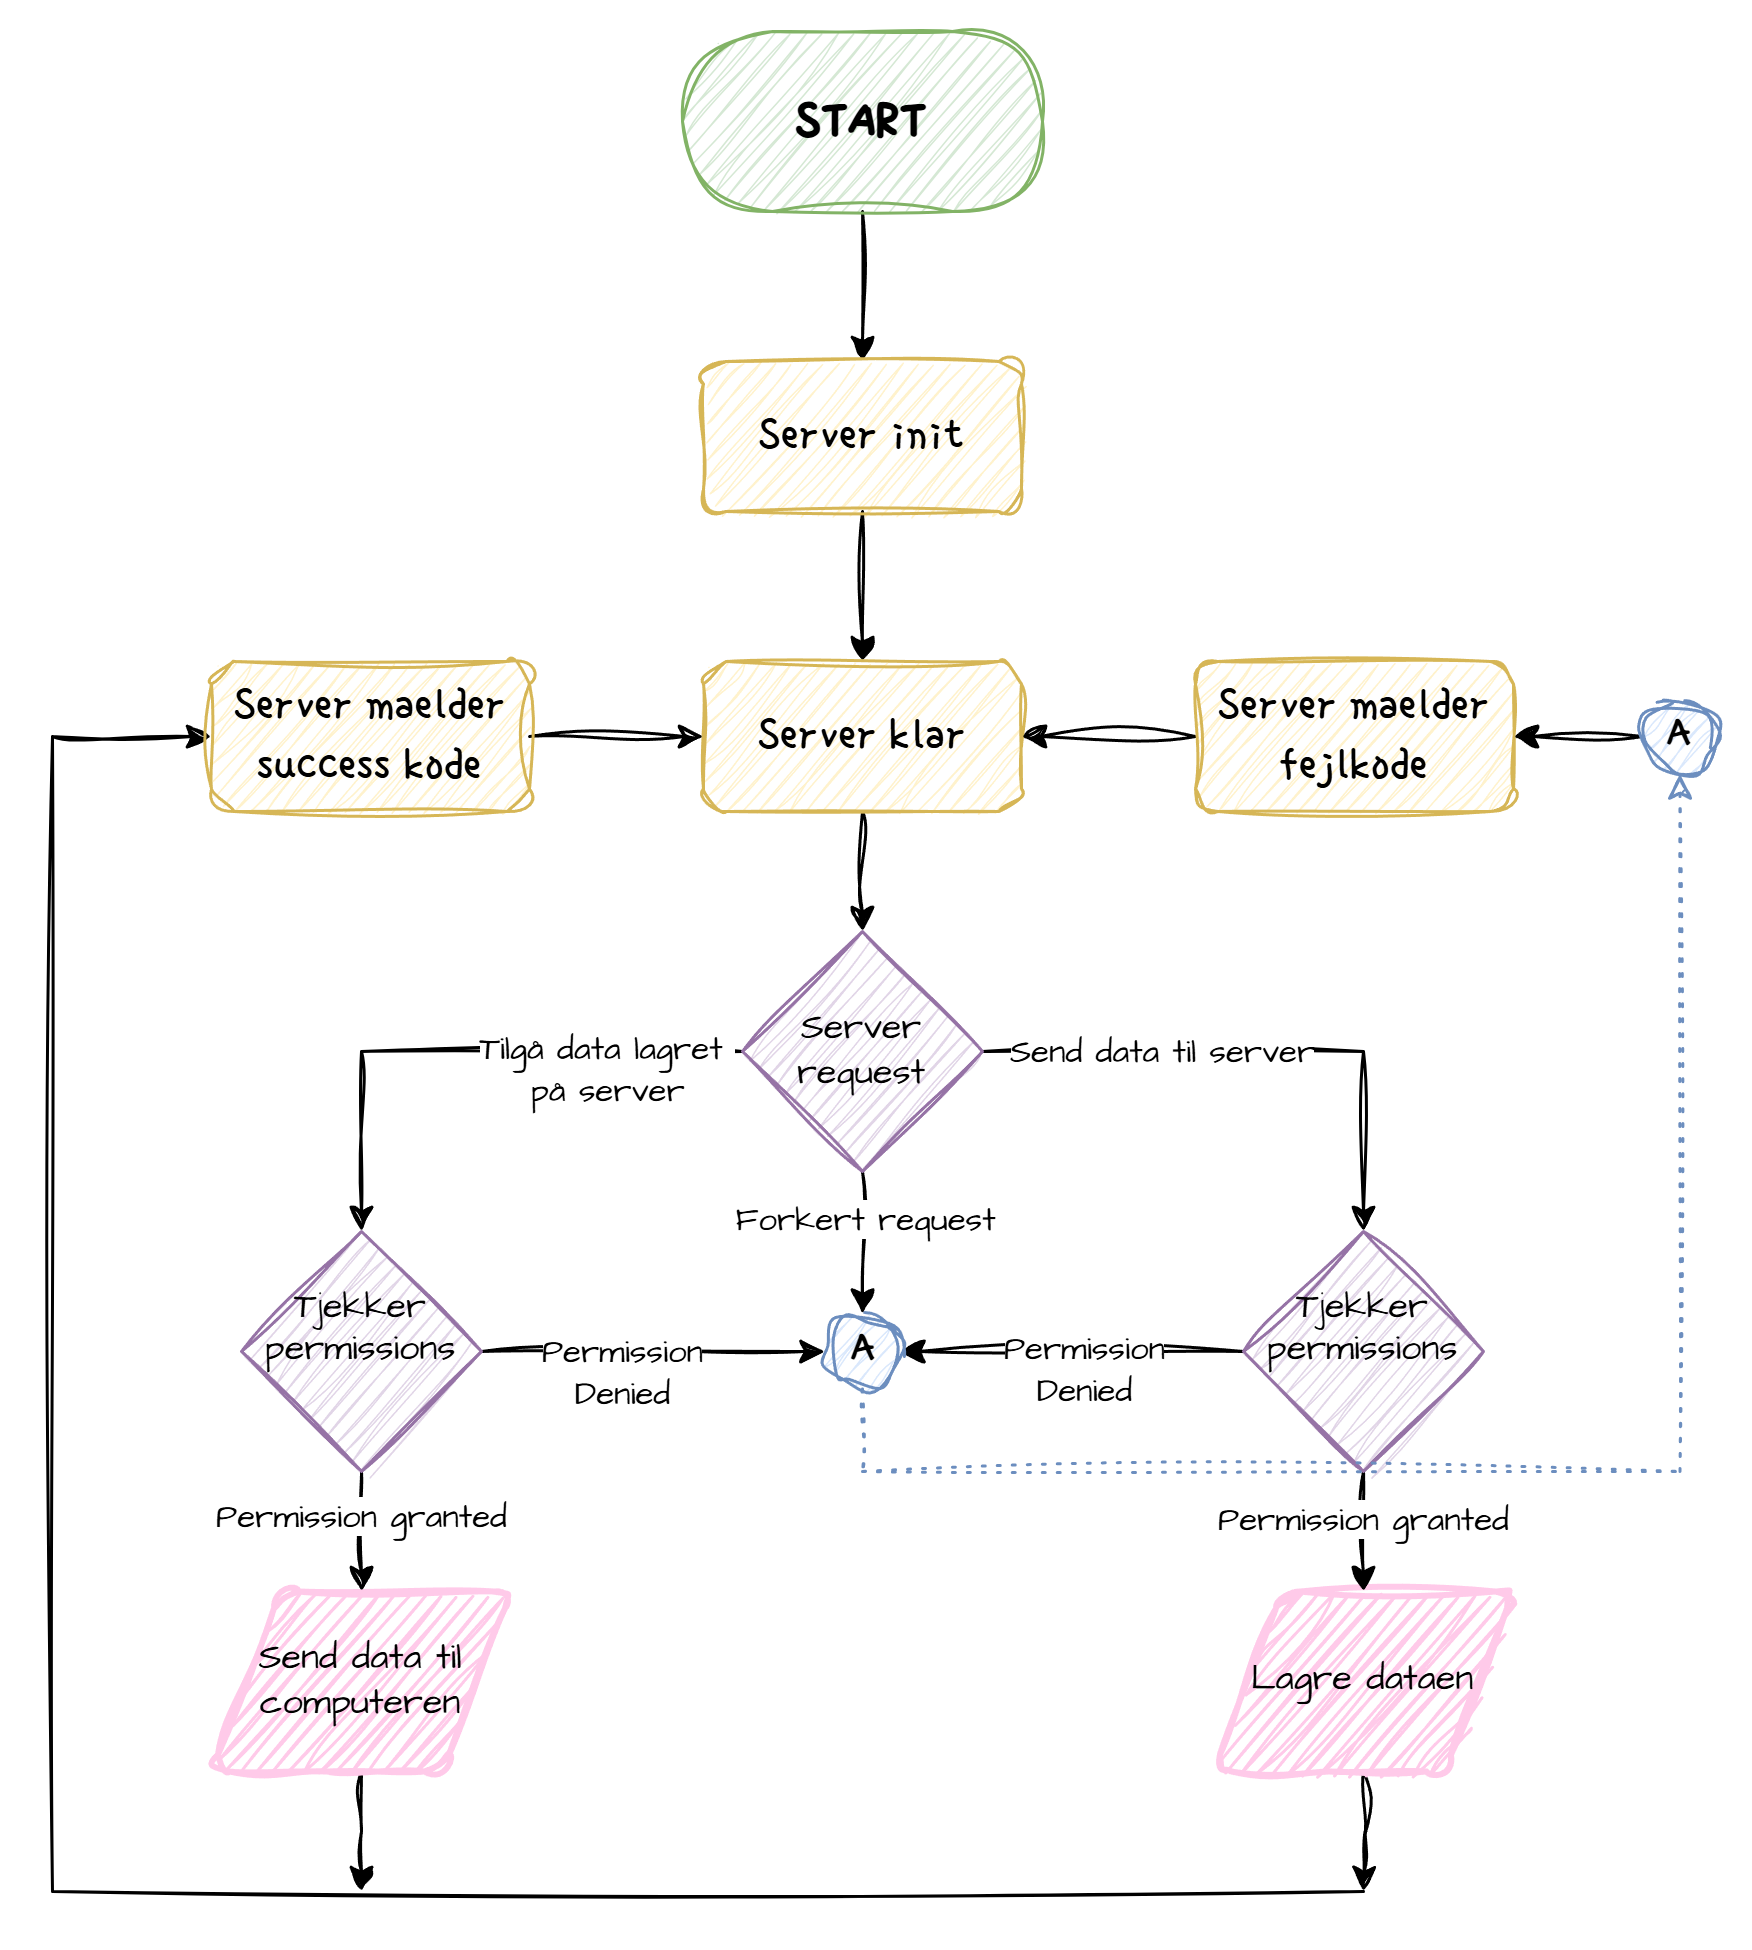 START
Server init
Server maelder
success kode
Server klar
Server maelder
fejlkode
A
Server
request
Tilgå data lagret
på server
Send data til server
Forkert request
Tjekker
permissions
Permission
Denied
A
Permission
Denied
Tjekker
permissions
Permission granted
Permission granted
Send data til
computeren
Lagre dataen